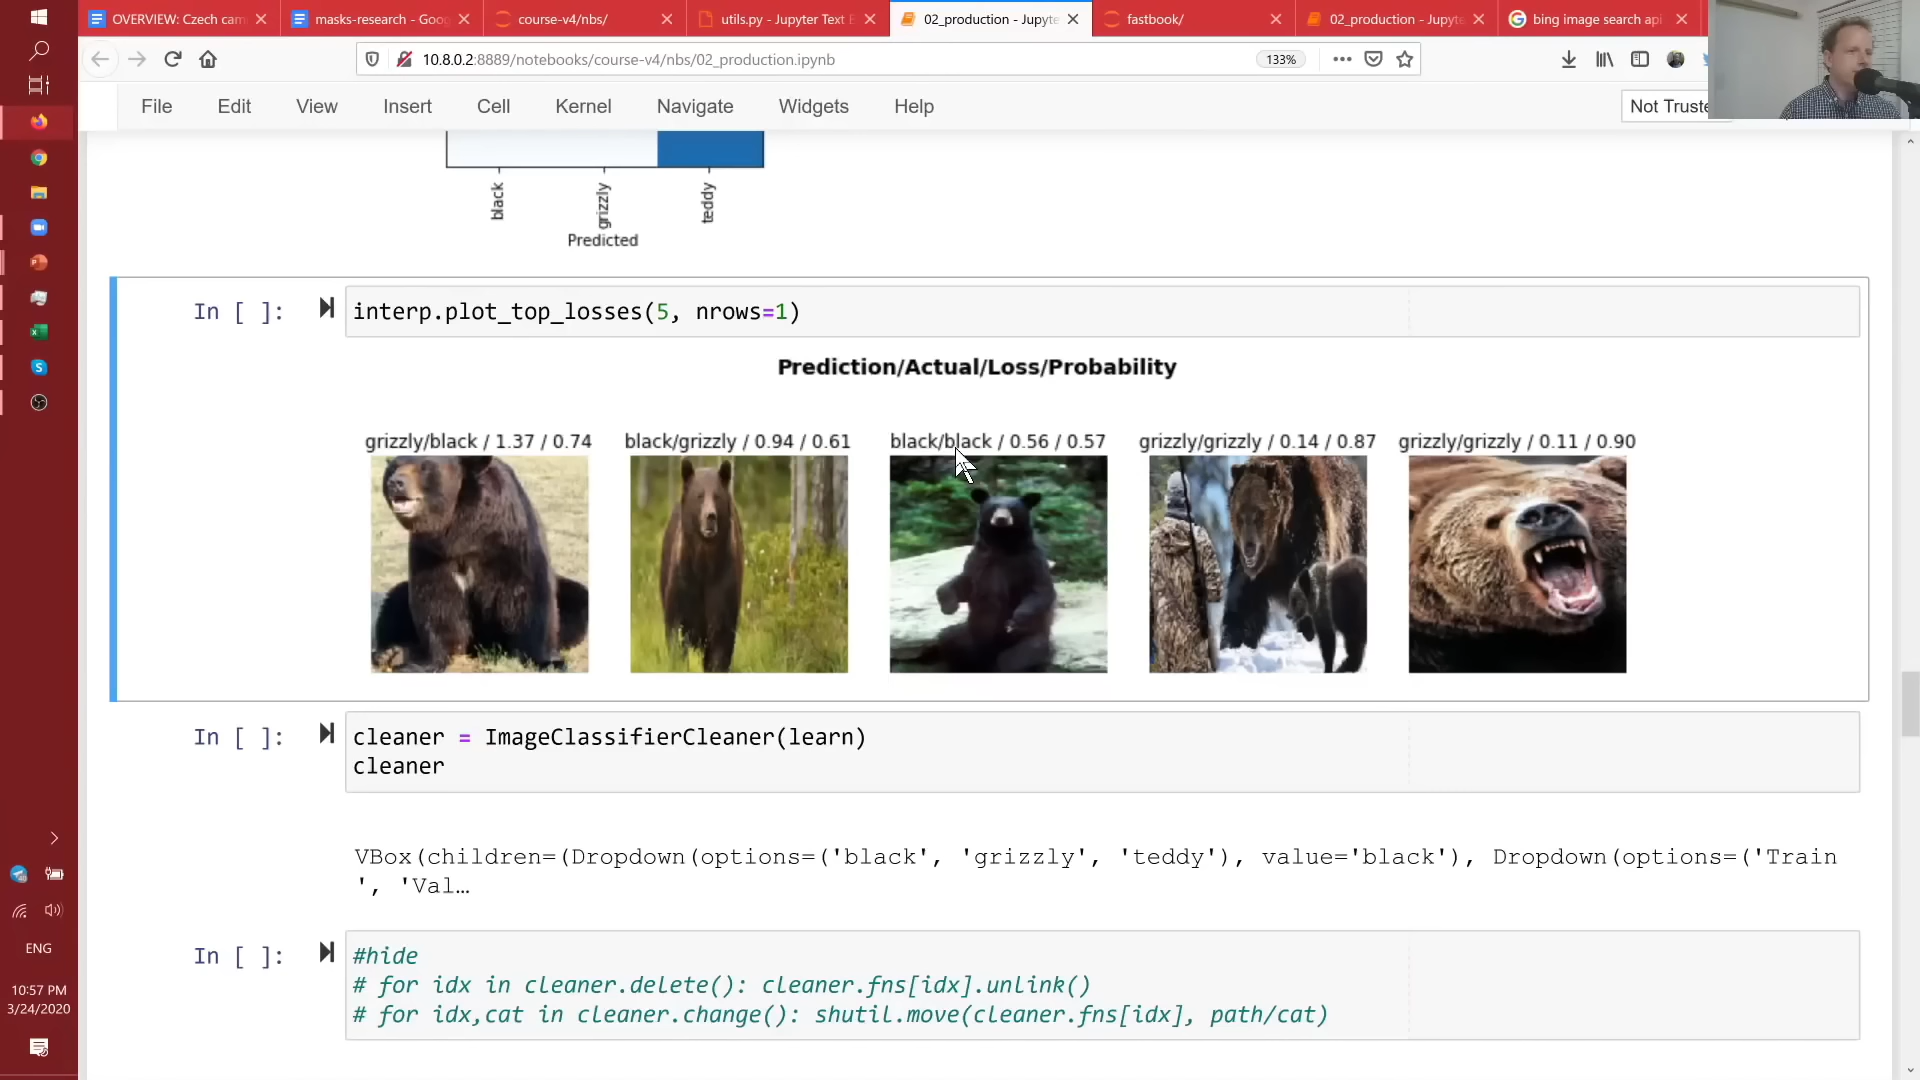 OVERVIEW: Czech cam
masks-research - Goog
course-v4/nbs/
utils.py - Jupyter Text E
02_production - Jupyte
fastbook/
02_production - Jupyte
bing image search api
10.8.0.2:8889/notebooks/course-v4/nbs/02_production.ipynb
133%
File Edit View Insert Cell Kernel Navigate Widgets Help
Not Truste
black
grizzly
teddy
Predicted
In [ ]: interp.plot_top_losses(5, nrows=1)
Prediction/Actual/Loss/Probability
grizzly/black / 1.37 / 0.74
black/grizzly / 0.94 / 0.61
black/black / 0.56 / 0.57
grizzly/grizzly / 0.14 / 0.87
grizzly/grizzly / 0.11 / 0.90
In [ ]: cleaner = ImageClassifierCleaner(learn)
cleaner
VBox(children=(Dropdown(options=('black', 'grizzly', 'teddy'), value='black'), Dropdown(options=('Train
', 'Val…
In [ ]: #hide
# for idx in cleaner.delete(): cleaner.fns[idx].unlink()
# for idx,cat in cleaner.change(): shutil.move(cleaner.fns[idx], path/cat)
ENG
10:57 PM
3/24/2020